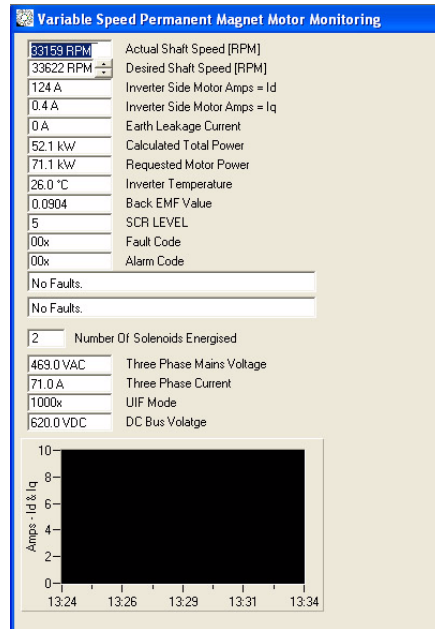 Variable Speed Permanent Magnet Motor Monitoring
33159 RPM Actual Shaft Speed [RPM]
33622 RPM Desired Shaft Speed [RPM]
124 A Inverter Side Motor Amps = Id
0.4 A Inverter Side Motor Amps = Iq
0 A Earth Leakage Current
52.1 kW Calculated Total Power
71.1 kW Requested Motor Power
26.0 °C Inverter Temperature
0.0904 Back EMF Value
5 SCR LEVEL
00x Fault Code
00x Alarm Code
No Faults.
No Faults.
2 Number Of Solenoids Energised
469.0 VAC Three Phase Mains Voltage
71.0 A Three Phase Current
1000x UIF Mode
620.0 VDC DC Bus Volatge
Amps - Id & Iq
10
8
6
4
2
0
13:24 13:26 13:29 13:31 13:34